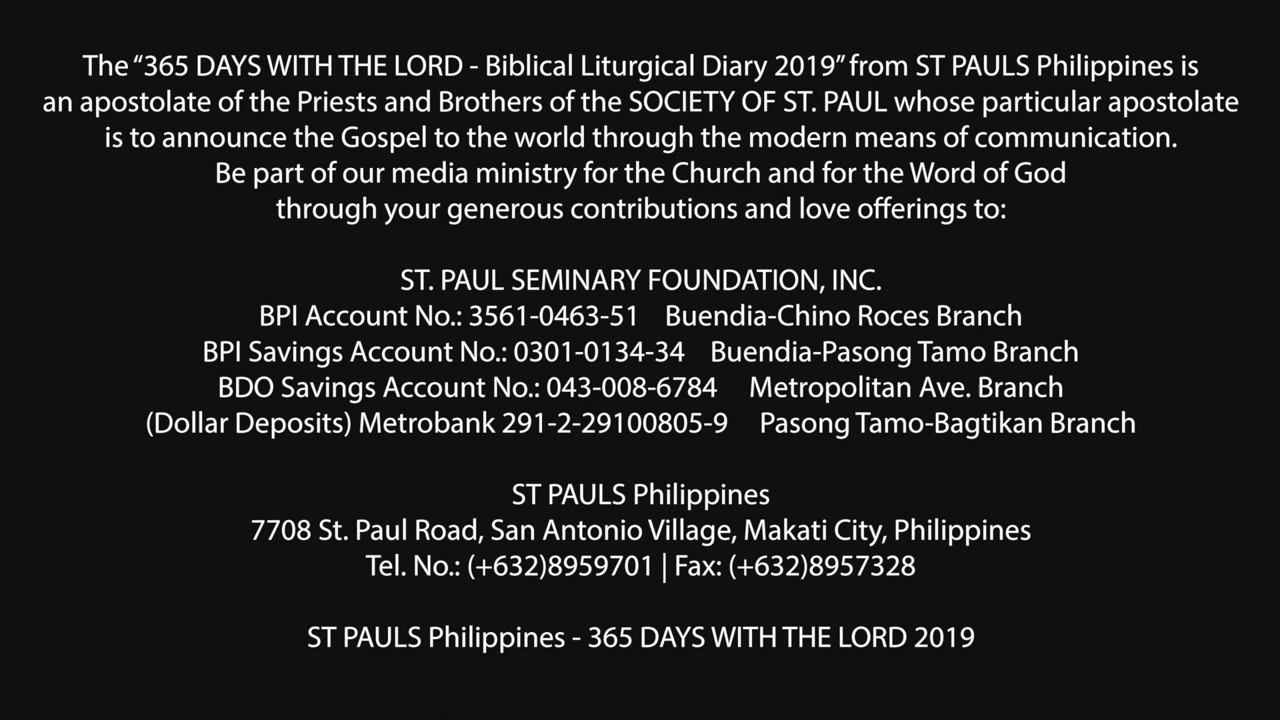 The “365 DAYS WITH THE LORD - Biblical Liturgical Diary 2019” from ST PAULS Philippines is
an apostolate of the Priests and Brothers of the SOCIETY OF ST. PAUL whose particular apostolate
is to announce the Gospel to the world through the modern means of communication.
Be part of our media ministry for the Church and for the Word of God
through your generous contributions and love offerings to:
ST. PAUL SEMINARY FOUNDATION, INC.
BPI Account No.: 3561-0463-51 Buendia-Chino Roces Branch
BPI Savings Account No.: 0301-0134-34 Buendia-Pasong Tamo Branch
BDO Savings Account No.: 043-008-6784 Metropolitan Ave. Branch
(Dollar Deposits) Metrobank 291-2-29100805-9 Pasong Tamo-Bagtikan Branch
ST PAULS Philippines
7708 St. Paul Road, San Antonio Village, Makati City, Philippines
Tel. No.: (+632)8959701 | Fax: (+632)8957328
ST PAULS Philippines - 365 DAYS WITH THE LORD 2019